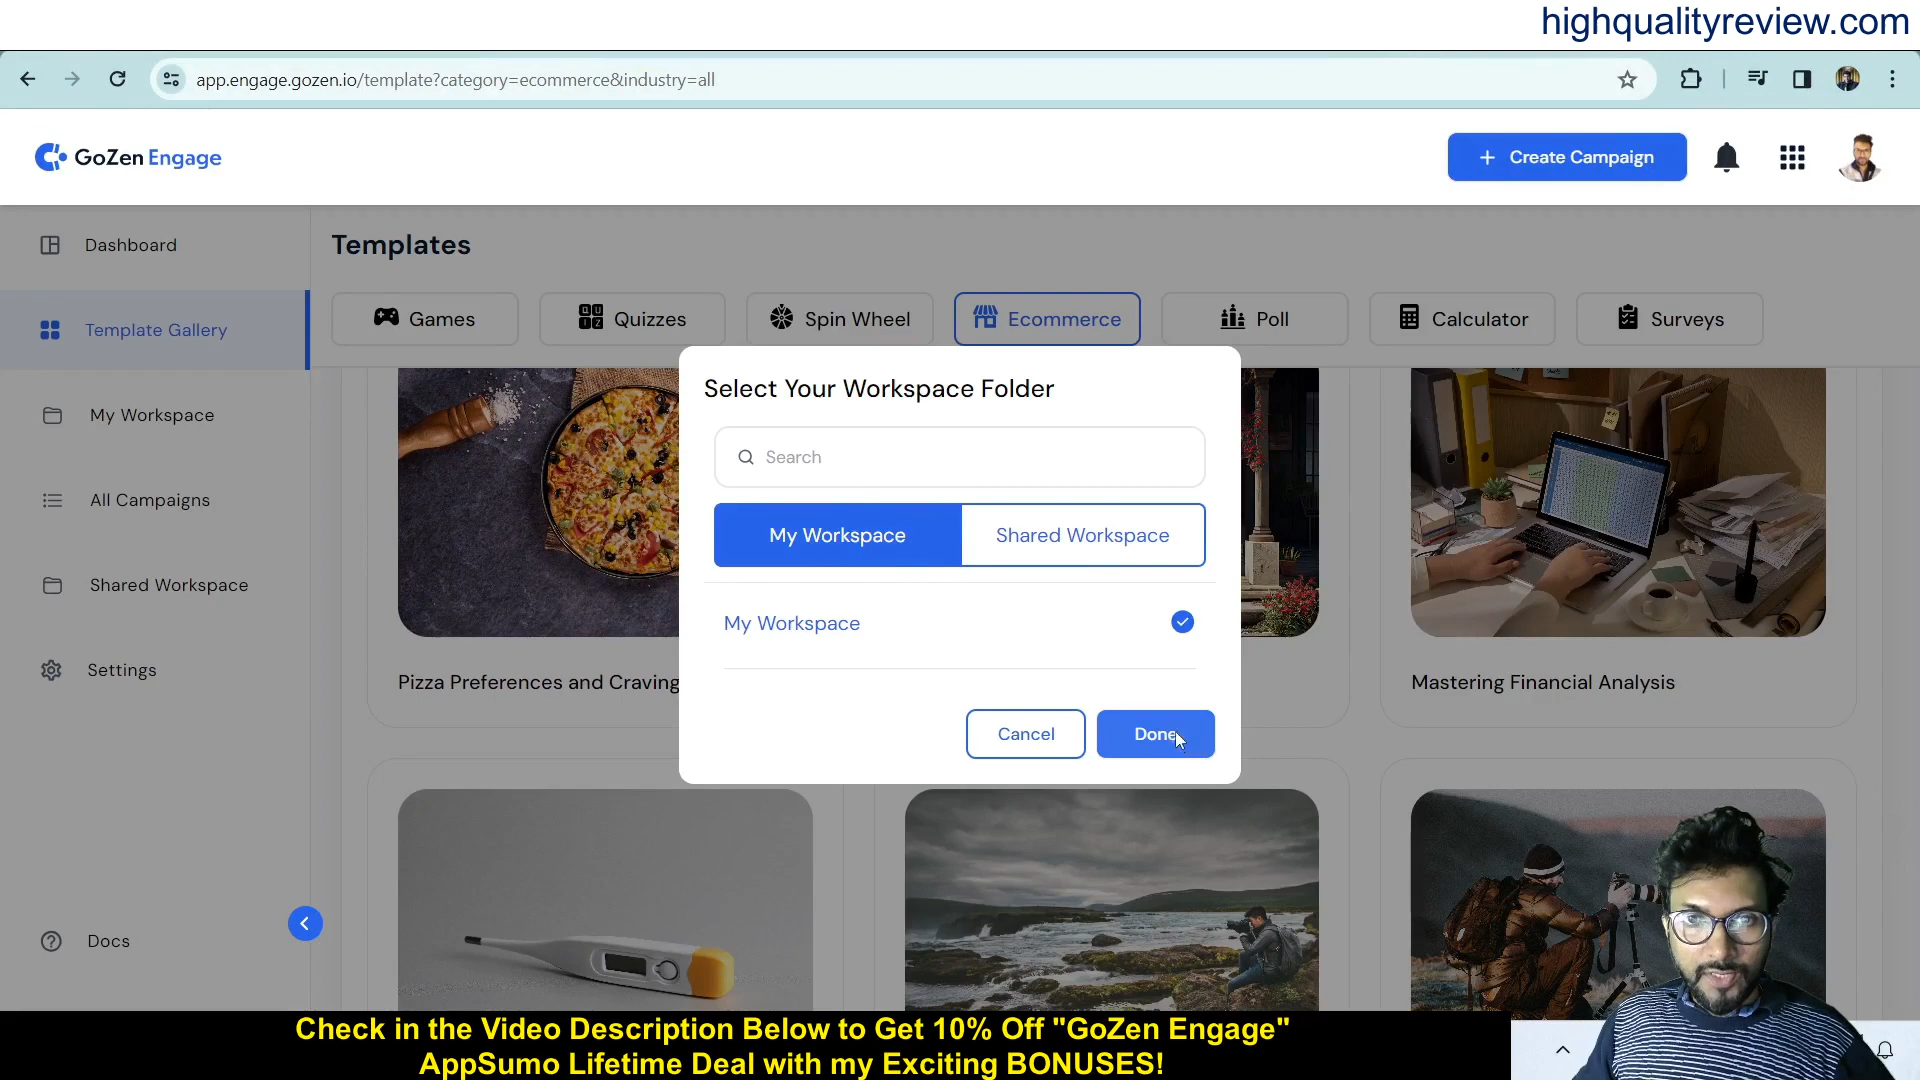 highqualityreview.com
app.engage.gozen.io/template?category=ecommerce&industry=all
GoZen Engage
+ Create Campaign
Dashboard
Template Gallery
My Workspace
All Campaigns
Shared Workspace
Settings
Docs
Templates
Games
Quizzes
Spin Wheel
Ecommerce
Poll
Calculator
Surveys
Select Your Workspace Folder
Search
My Workspace
Shared Workspace
My Workspace
Cancel
Done
Pizza Preferences and Craving
Mastering Financial Analysis
Check in the Video Description Below to Get 10% Off "GoZen Engage"
AppSumo Lifetime Deal with my Exciting BONUSES!